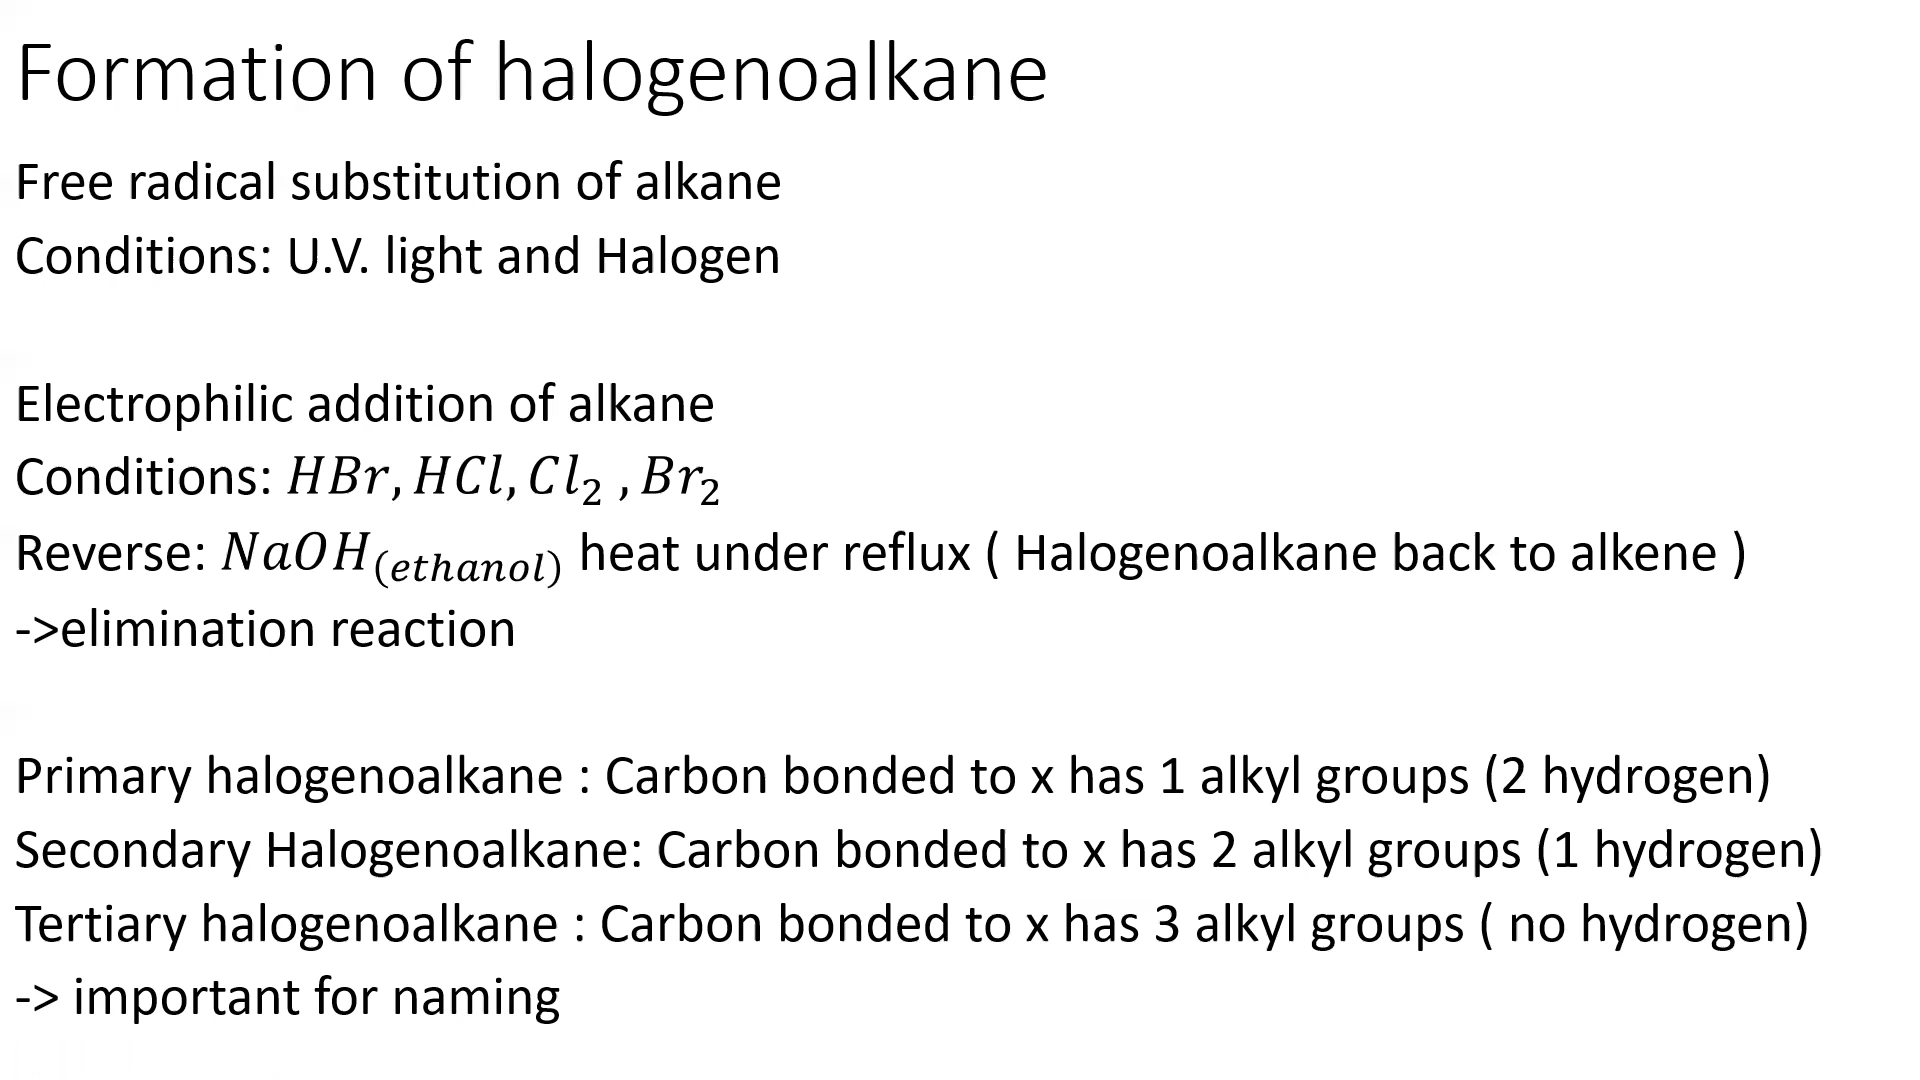 Formation of halogenoalkane
Free radical substitution of alkane
Conditions: U.V. light and Halogen
Electrophilic addition of alkane
Conditions: HBr, HCl, Cl₂ , Br₂
Reverse: NaOH(ethanol) heat under reflux ( Halogenoalkane back to alkene )
->elimination reaction
Primary halogenoalkane : Carbon bonded to x has 1 alkyl groups (2 hydrogen)
Secondary Halogenoalkane: Carbon bonded to x has 2 alkyl groups (1 hydrogen)
Tertiary halogenoalkane : Carbon bonded to x has 3 alkyl groups ( no hydrogen)
-> important for naming